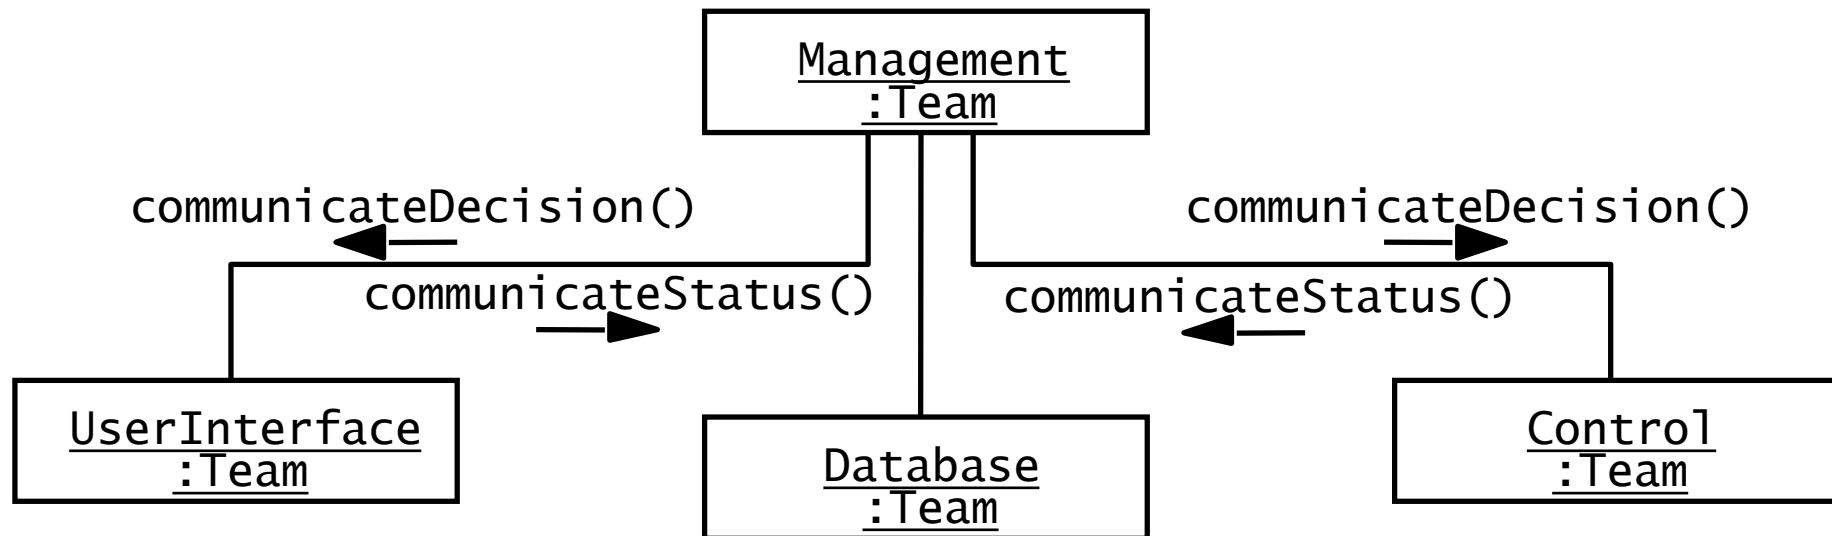 Management
:Team
communicateDecision()
communicateDecision()
communicateStatus()
communicateStatus()
UserInterface
:Team
Database
:Team
Control
:Team